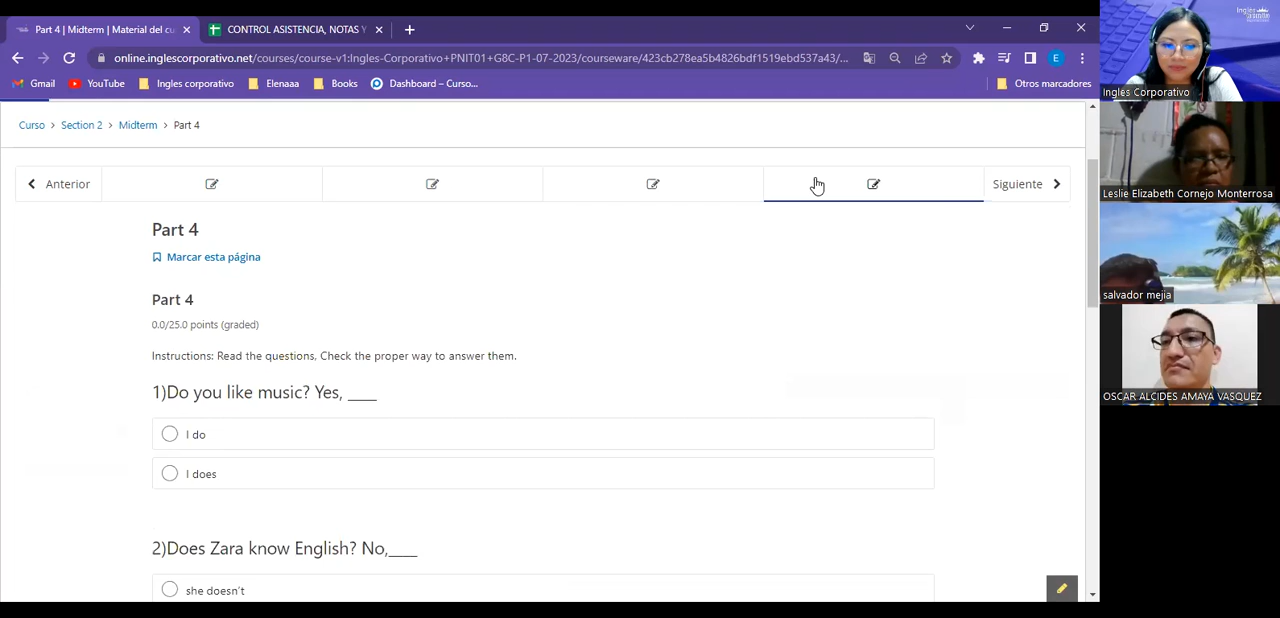 Part 4 | Midterm | Material del cu
CONTROL ASISTENCIA, NOTAS Y
online.inglescorporativo.net/courses/course-v1:Ingles-Corporativo+PNIT01+G8C-P1-07-2023/courseware/423cb278ea5b4826bdf1519ebd537a43/...
E
Gmail
YouTube
Ingles corporativo
Elenaaa
Books
Dashboard – Curso...
Otros marcadores
Curso > Section 2 > Midterm > Part 4
Anterior
Siguiente
Part 4
Marcar esta página
Part 4
0.0/25.0 points (graded)
Instructions: Read the questions, Check the proper way to answer them.
1)Do you like music? Yes, ____
I do
I does
2)Does Zara know English? No,____
she doesn't
Ingles Corporativo
Leslie Elizabeth Cornejo Monterrosa
salvador mejia
OSCAR ALCIDES AMAYA VASQUEZ